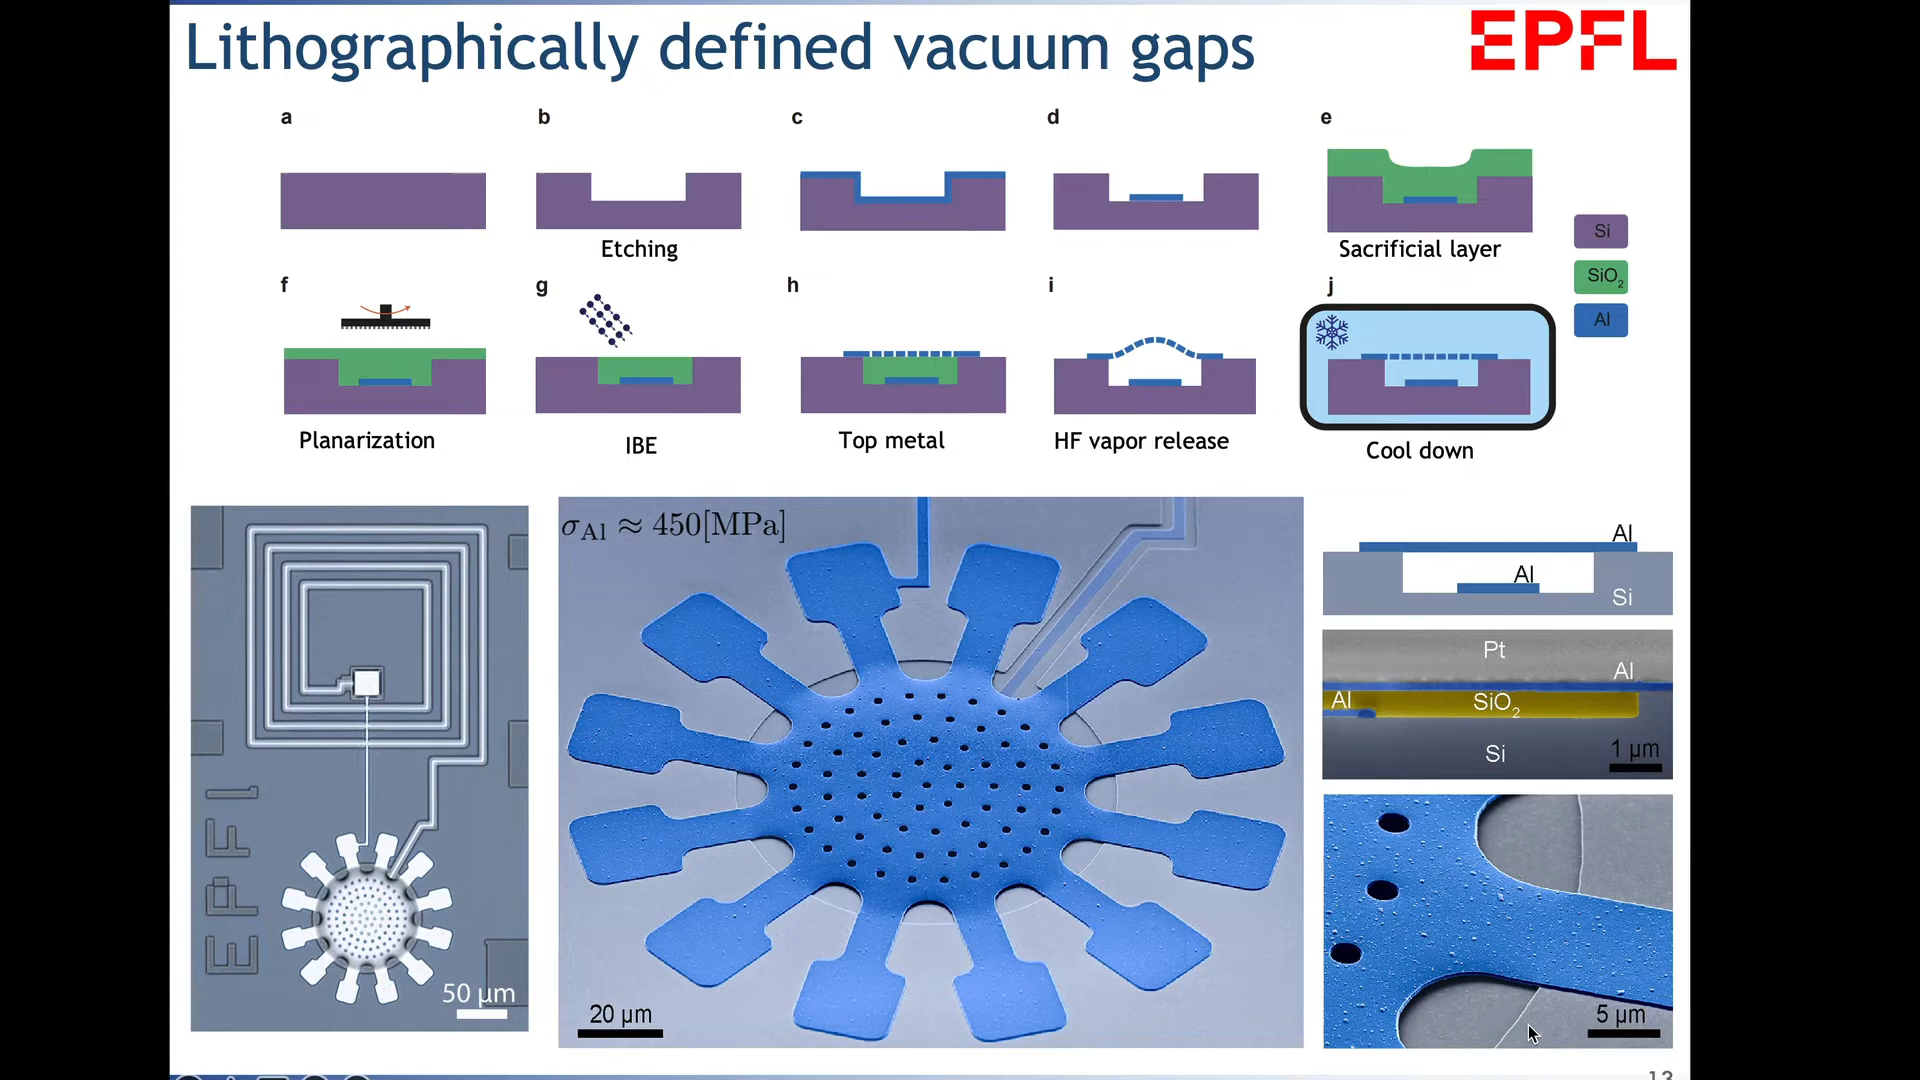 Lithographically defined vacuum gaps
EPFL
a
b
c
d
e
Etching
Sacrificial layer
Si
SiO2
Al
f
g
h
i
j
Planarization
IBE
Top metal
HF vapor release
Cool down
EPFL
50 µm
σAl ≈ 450[MPa]
20 µm
Al
Al
Si
Pt
Al
Al
SiO2
Si
1 µm
5 µm